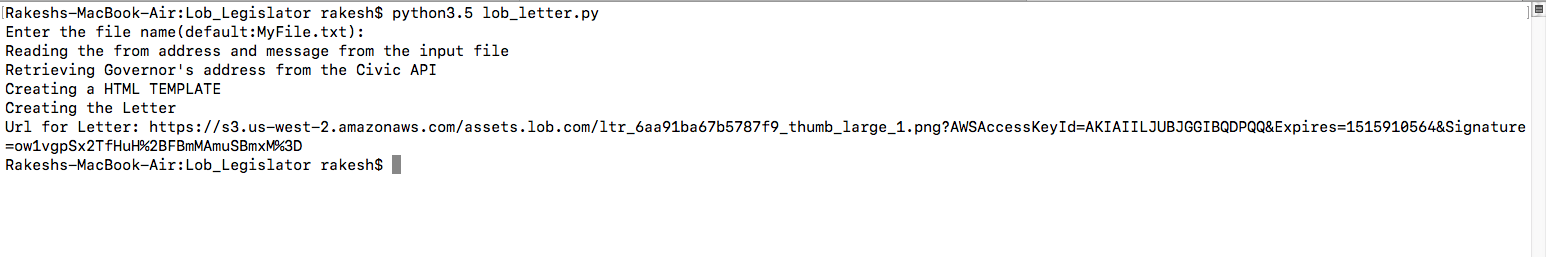 [Rakeshs-MacBook-Air:Lob_Legislator rakesh$ python3.5 lob_letter.py ]
Enter the file name(default:MyFile.txt):
Reading the from address and message from the input file
Retrieving Governor's address from the Civic API
Creating a HTML TEMPLATE
Creating the Letter
Url for Letter: https://s3.us-west-2.amazonaws.com/assets.lob.com/ltr_6aa91ba67b5787f9_thumb_large_1.png?AWSAccessKeyId=AKIAIILJUBJGGIBQDPQQ&Expires=1515910564&Signature
=ow1vgpSx2TfHuH%2BFBmMAmuSBmxM%3D
Rakeshs-MacBook-Air:Lob_Legislator rakesh$